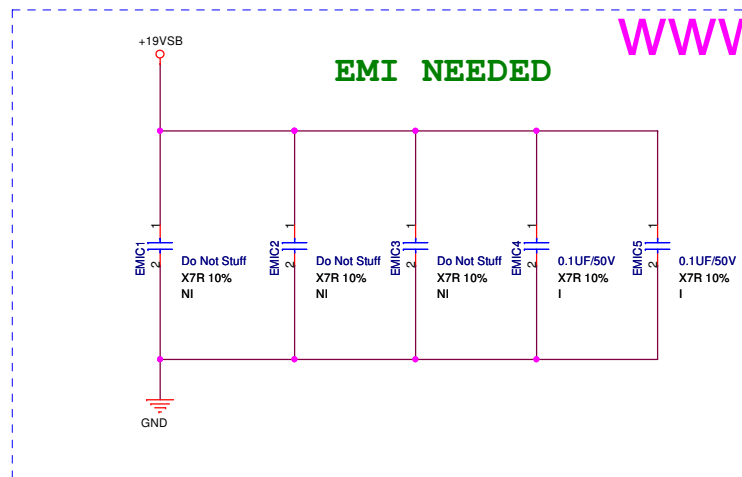 WWW
+19VSB
EMI NEEDED
1
EMIC1
2
Do Not Stuff
X7R 10%
NI
1
EMIC2
2
Do Not Stuff
X7R 10%
NI
1
EMIC3
2
Do Not Stuff
X7R 10%
NI
1
EMIC4
2
0.1UF/50V
X7R 10%
I
1
EMIC5
2
0.1UF/50V
X7R 10%
I
GND